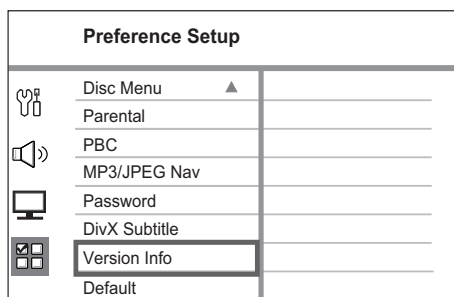 Preference Setup
Disc Menu
Parental
PBC
MP3/JPEG Nav
Password
DivX Subtitle
Version Info
Default